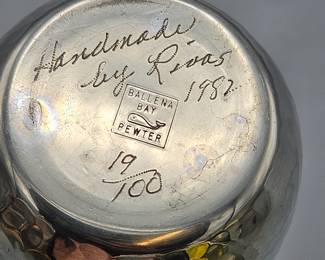 Handmade
by Rivas
1982
BALLENA
BAY
PEWTER
19/100